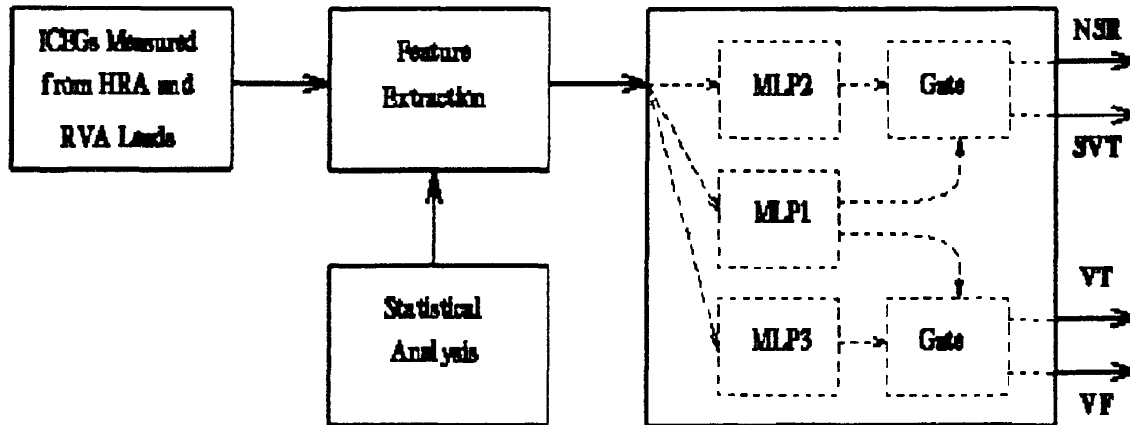 ICEGs Measured
from HRA and
RVA Leads
Feature
Extraction
Statistical
Analysis
MLP2
Gate
MLP1
MLP3
Gate
NSR
SVT
VT
VF